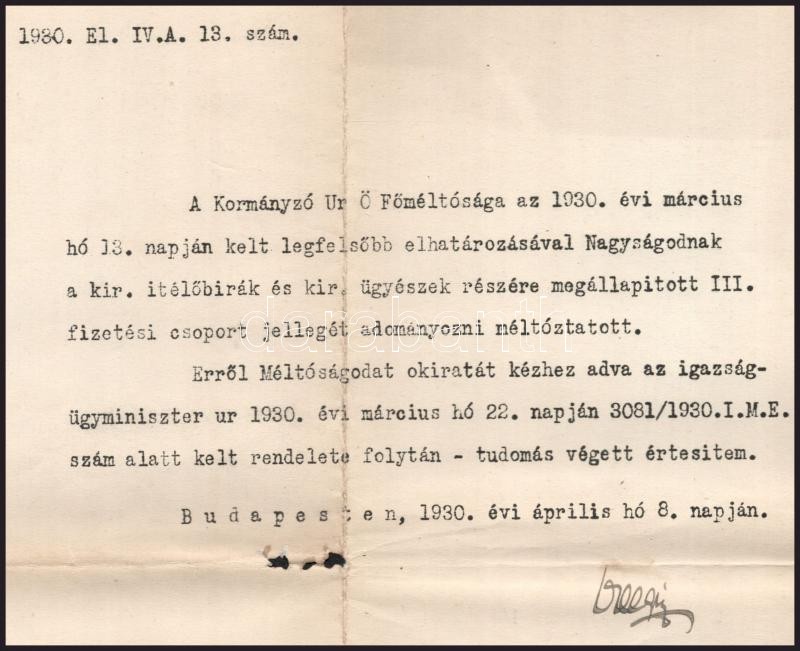 1930. El. IV.A. 13. szám.
A Kormányzó Ur Ő Főméltósága az 1930. évi március
hó 13. napján kelt legfelsőbb elhatározásával Nagyságodnak
a kir. itélőbirák és kir. ügyészek részére megállapitott III.
fizetési csoport jellegét adományozni méltóztatott.
Erről Méltóságodat okiratát kézhez adva az igazság-
ügyminiszter ur 1930. évi március hó 22. napján 3081/1930.I.M.E.
szám alatt kelt rendelete folytán - tudomás végett értesitem.
Budapesten, 1930. évi április hó 8. napján.
darabanth